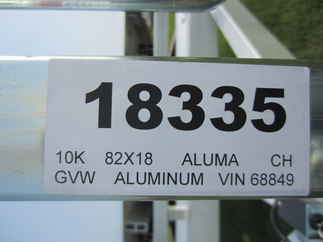 18335
10K 82X18 ALUMA CH
GVW ALUMINUM VIN 68849